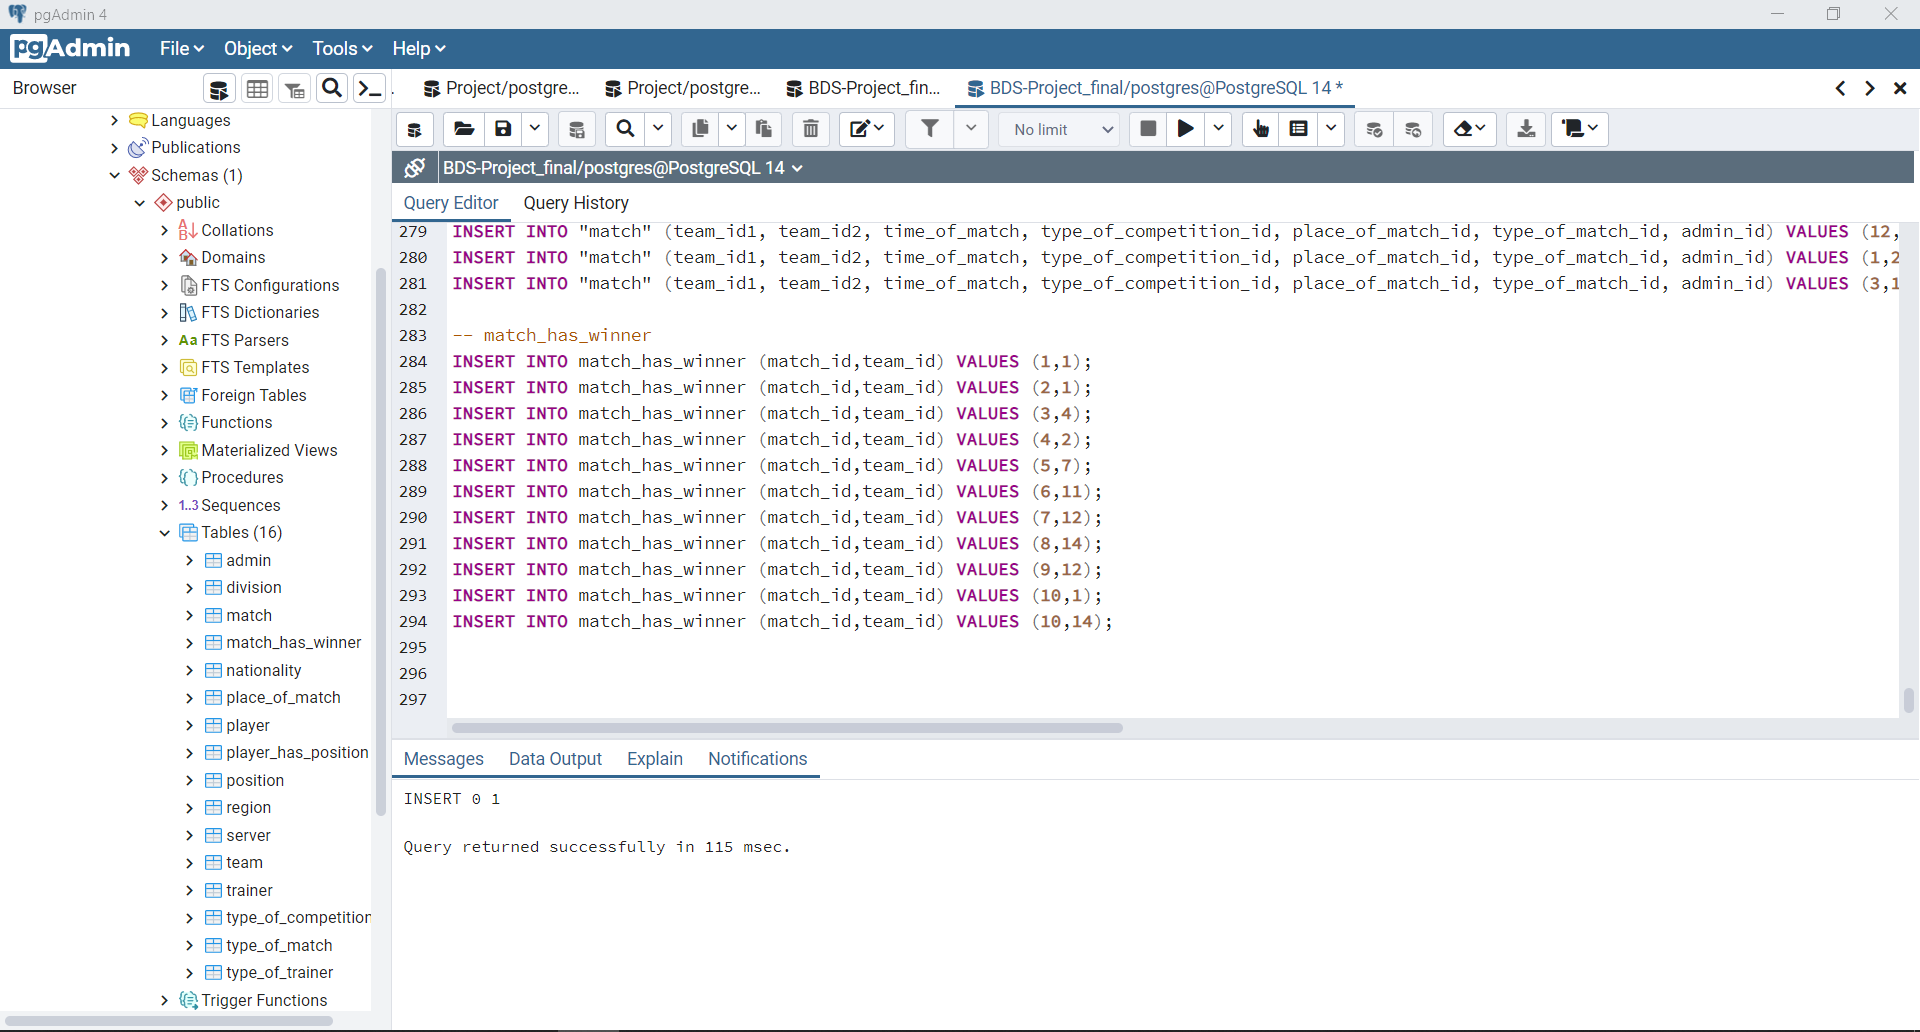 pgAdmin 4
pgAdmin
File
Object
Tools
Help
Browser
Project/postgre...
Project/postgre...
BDS-Project_fin...
BDS-Project_final/postgres@PostgreSQL 14 *
No limit
BDS-Project_final/postgres@PostgreSQL 14
Query Editor
Query History
Languages
Publications
Schemas (1)
public
Collations
Domains
FTS Configurations
FTS Dictionaries
Aa FTS Parsers
FTS Templates
Foreign Tables
Functions
Materialized Views
Procedures
1..3 Sequences
Tables (16)
admin
division
match
match_has_winner
nationality
place_of_match
player
player_has_position
position
region
server
team
trainer
type_of_competition
type_of_match
type_of_trainer
Trigger Functions
279 INSERT INTO "match" (team_id1, team_id2, time_of_match, type_of_competition_id, place_of_match_id, type_of_match_id, admin_id) VALUES (12,
280 INSERT INTO "match" (team_id1, team_id2, time_of_match, type_of_competition_id, place_of_match_id, type_of_match_id, admin_id) VALUES (1,2
281 INSERT INTO "match" (team_id1, team_id2, time_of_match, type_of_competition_id, place_of_match_id, type_of_match_id, admin_id) VALUES (3,1
282
283 -- match_has_winner
284 INSERT INTO match_has_winner (match_id,team_id) VALUES (1,1);
285 INSERT INTO match_has_winner (match_id,team_id) VALUES (2,1);
286 INSERT INTO match_has_winner (match_id,team_id) VALUES (3,4);
287 INSERT INTO match_has_winner (match_id,team_id) VALUES (4,2);
288 INSERT INTO match_has_winner (match_id,team_id) VALUES (5,7);
289 INSERT INTO match_has_winner (match_id,team_id) VALUES (6,11);
290 INSERT INTO match_has_winner (match_id,team_id) VALUES (7,12);
291 INSERT INTO match_has_winner (match_id,team_id) VALUES (8,14);
292 INSERT INTO match_has_winner (match_id,team_id) VALUES (9,12);
293 INSERT INTO match_has_winner (match_id,team_id) VALUES (10,1);
294 INSERT INTO match_has_winner (match_id,team_id) VALUES (10,14);
295
296
297
Messages
Data Output
Explain
Notifications
INSERT 0 1
Query returned successfully in 115 msec.